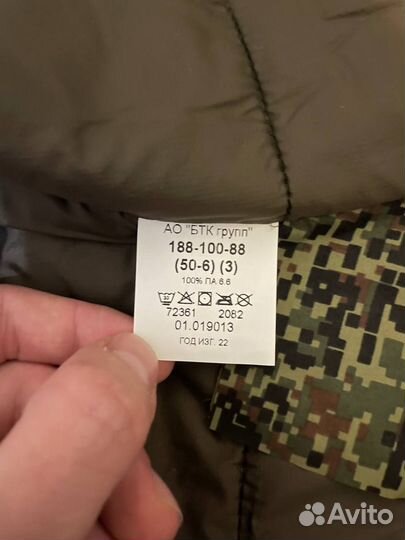 АО "БТК групп"
188-100-88
(50-6) (3)
100% ПА 6.6
30
72361 2082
01.019013
ГОД ИЗГ. 22
Avito